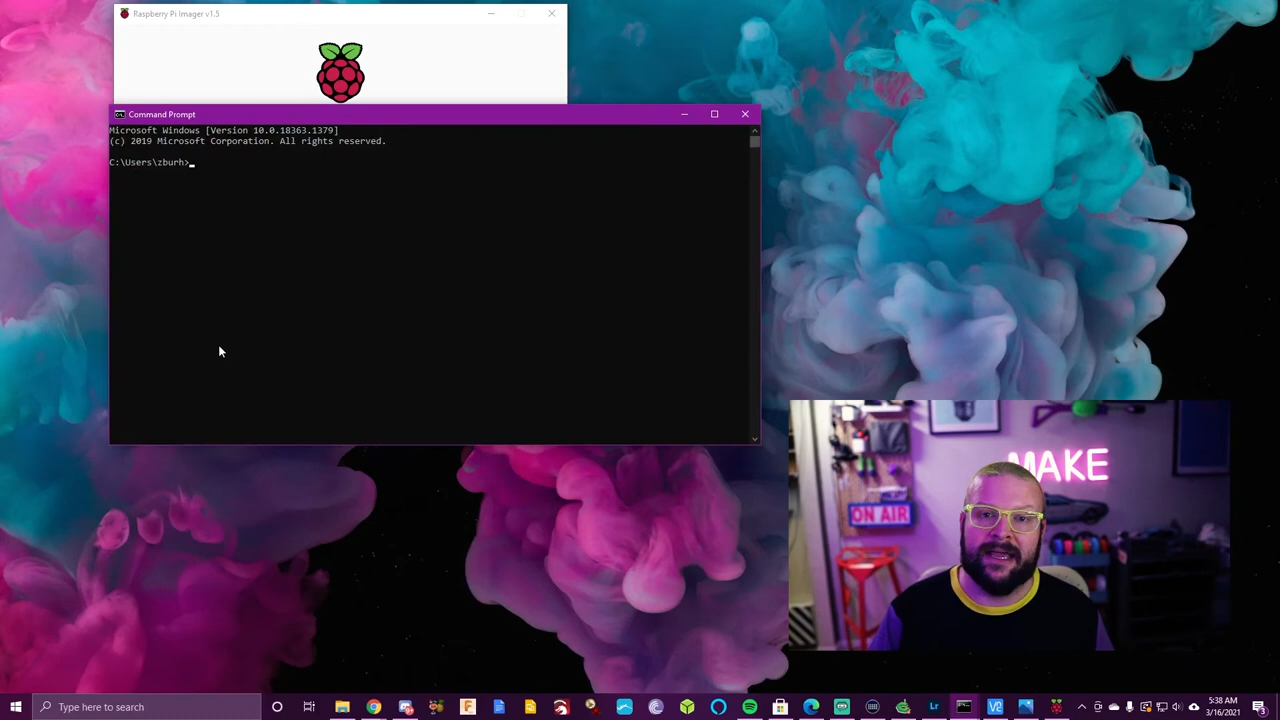 Raspberry Pi Imager v1.5
Command Prompt
Microsoft Windows [Version 10.0.18363.1379]
(c) 2019 Microsoft Corporation. All rights reserved.
C:\Users\zburh>
MAKE
ON AIR
Type here to search
5:38 AM
3/16/2021